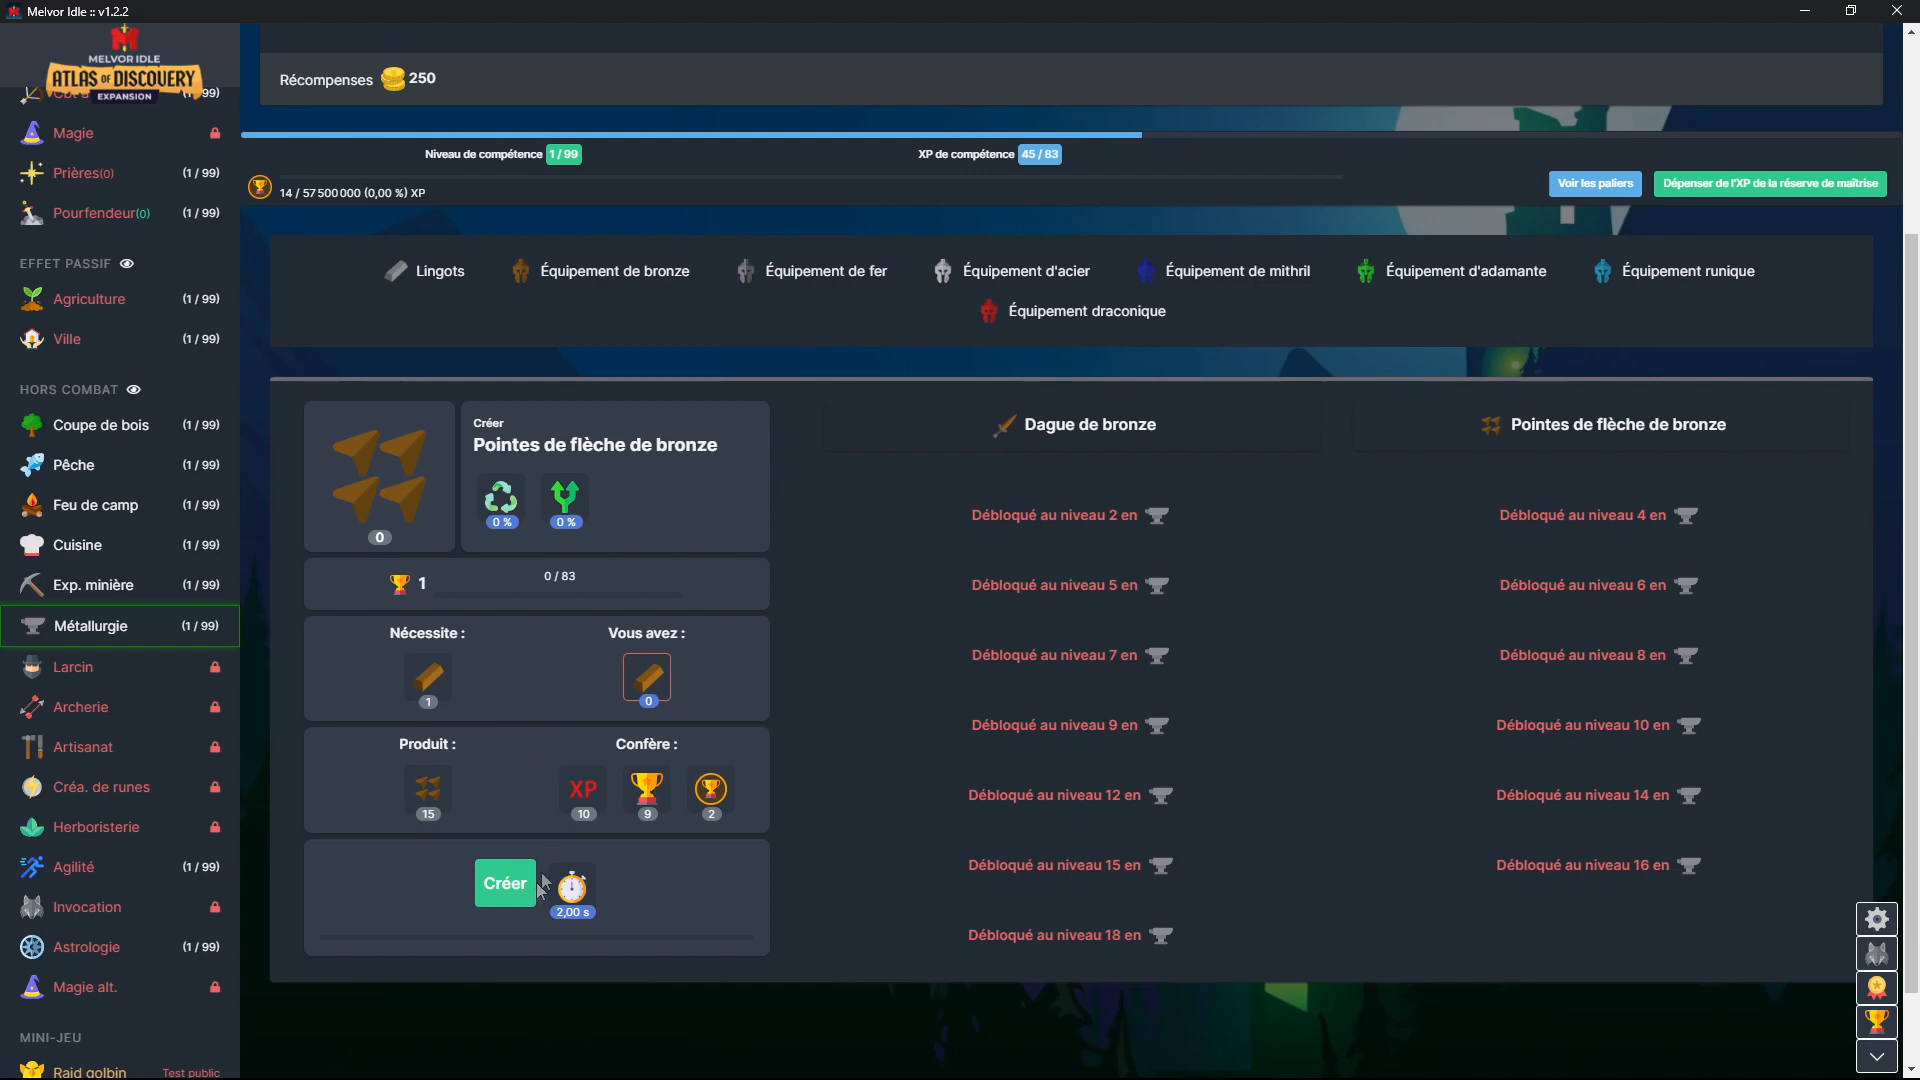 Melvor Idle :: v1.2.2
MELVOR IDLE
ATLAS OF DISCOVERY
EXPANSION
Magie
Prières(0) (1 / 99)
Pourfendeur(0) (1 / 99)
EFFET PASSIF
Agriculture (1 / 99)
Ville (1 / 99)
HORS COMBAT
Coupe de bois (1 / 99)
Pêche (1 / 99)
Feu de camp (1 / 99)
Cuisine (1 / 99)
Exp. minière (1 / 99)
Métallurgie (1 / 99)
Larcin
Archerie
Artisanat
Créa. de runes
Herboristerie
Agilité (1 / 99)
Invocation
Astrologie (1 / 99)
Magie alt.
MINI-JEU
Raid golbin Test public
Récompenses 250
Niveau de compétence 1 / 99
XP de compétence 45 / 83
14 / 57 500 000 (0,00 %) XP
Voir les paliers
Dépenser de l'XP de la réserve de maîtrise
Lingots
Équipement de bronze
Équipement de fer
Équipement d'acier
Équipement de mithril
Équipement d'adamante
Équipement runique
Équipement draconique
0
Créer
Pointes de flèche de bronze
0 %
0 %
1
0 / 83
Nécessite :
1
Vous avez :
0
Produit :
15
Confère :
XP
10
9
2
Créer
2,00 s
Dague de bronze
Débloqué au niveau 2 en
Débloqué au niveau 5 en
Débloqué au niveau 7 en
Débloqué au niveau 9 en
Débloqué au niveau 12 en
Débloqué au niveau 15 en
Débloqué au niveau 18 en
Pointes de flèche de bronze
Débloqué au niveau 4 en
Débloqué au niveau 6 en
Débloqué au niveau 8 en
Débloqué au niveau 10 en
Débloqué au niveau 14 en
Débloqué au niveau 16 en